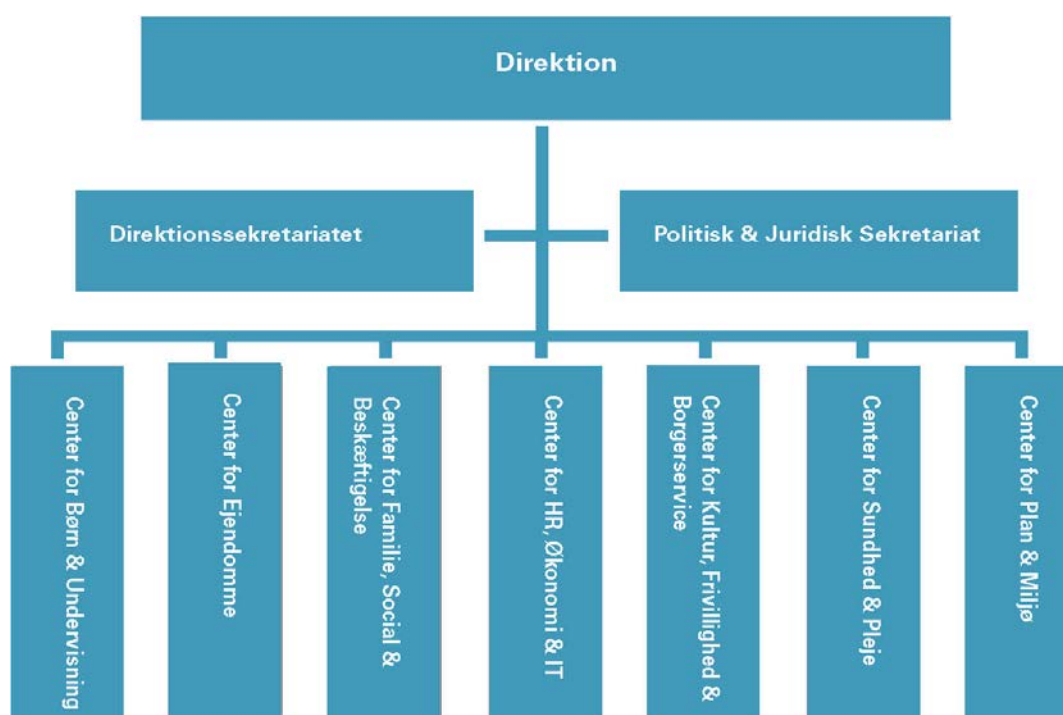 Direktion
Direktionssekretariatet
Politisk & Juridisk Sekretariat
Center for Børn & Undervisning
Center for Ejendomme
Center for Familie, Social &
Beskæftigelse
Center for HR, Økonomi & IT
Center for Kultur, Frivillighed &
Borgerservice
Center for Sundhed & Pleje
Center for Plan & Miljø